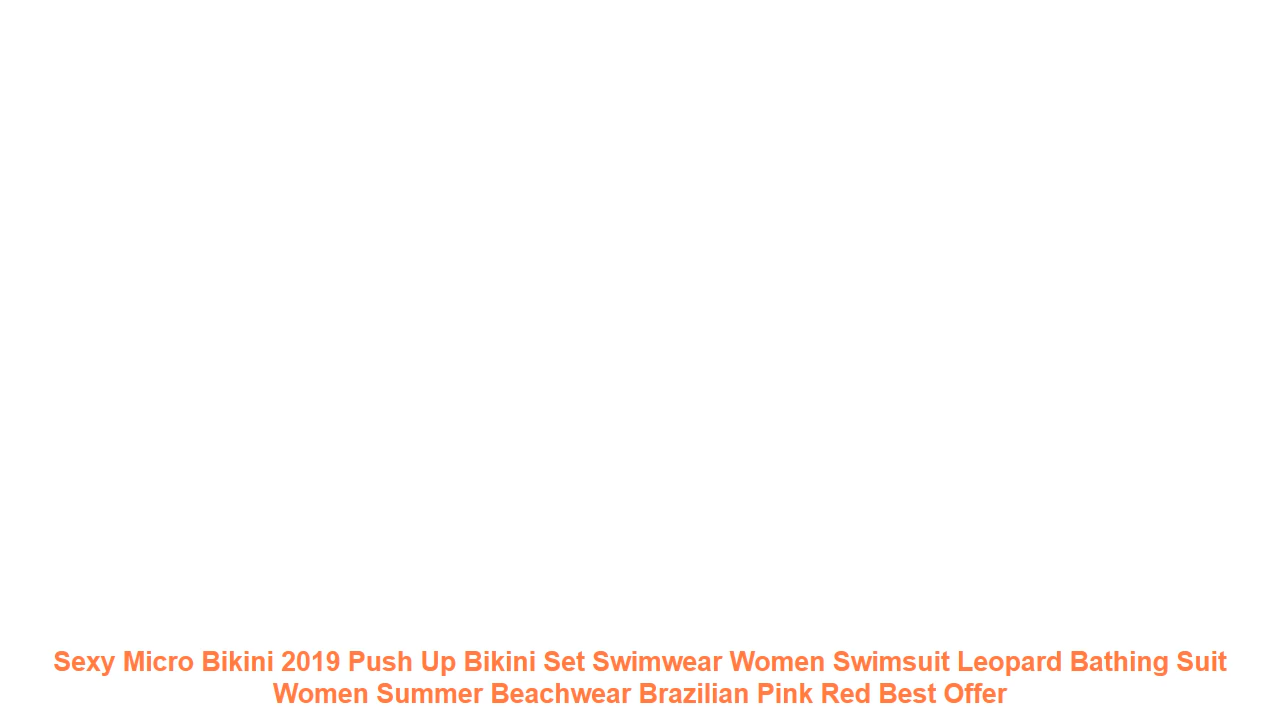 Sexy Micro Bikini 2019 Push Up Bikini Set Swimwear Women Swimsuit Leopard Bathing Suit
Women Summer Beachwear Brazilian Pink Red Best Offer